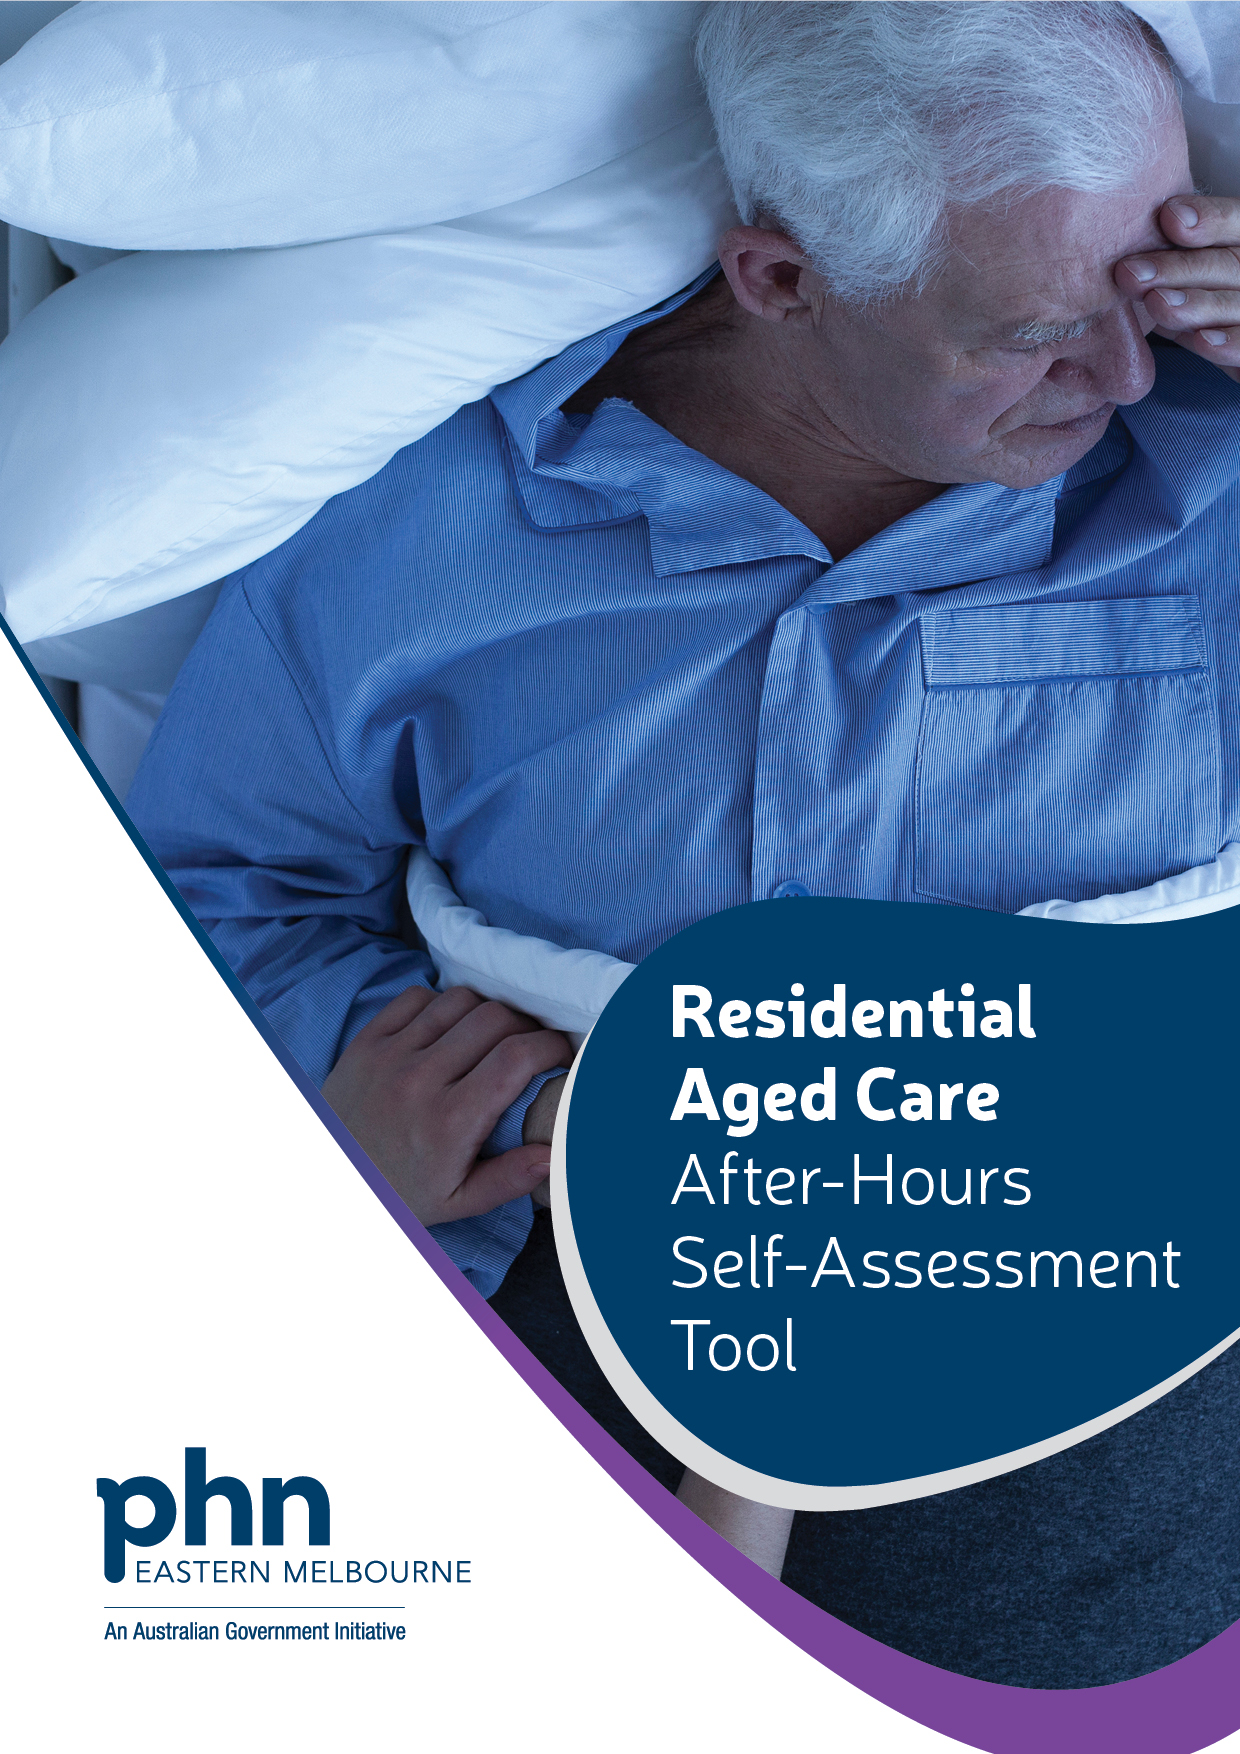 Residential
Aged Care
After-Hours
Self-Assessment
Tool
phn
EASTERN MELBOURNE
An Australian Government Initiative